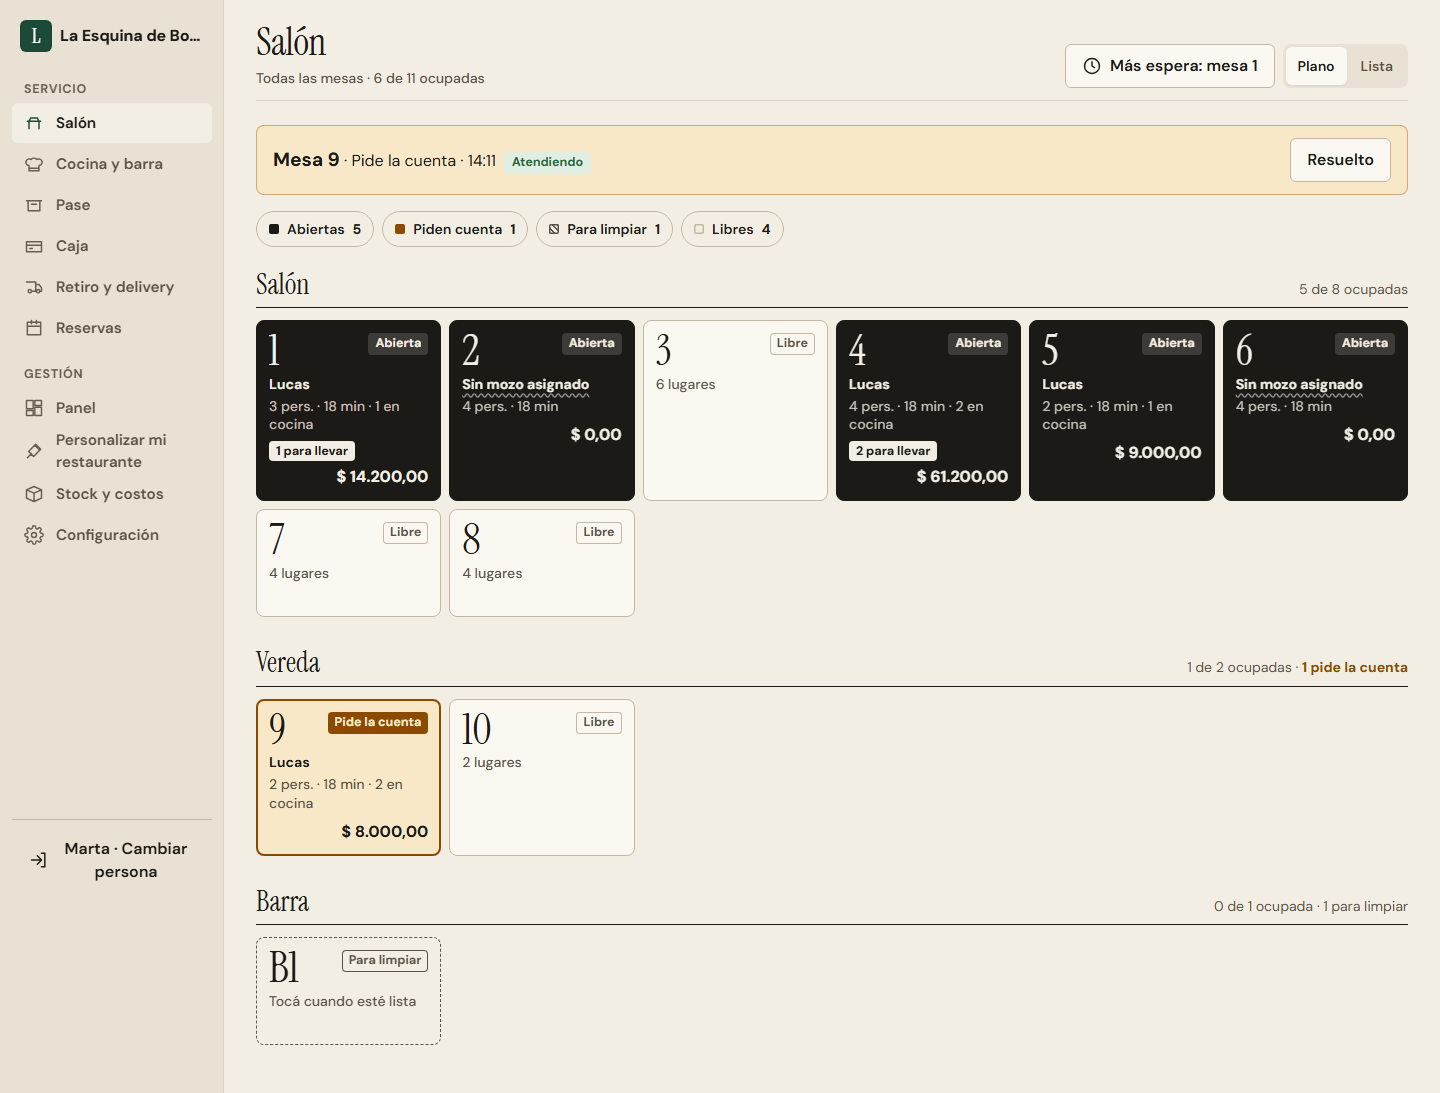 L La Esquina de Bo...
SERVICIO
Salón
Cocina y barra
Pase
Caja
Retiro y delivery
Reservas
GESTIÓN
Panel
Personalizar mi
restaurante
Stock y costos
Configuración
Marta · Cambiar
persona
Salón
Todas las mesas · 6 de 11 ocupadas
Más espera: mesa 1
Plano Lista
Mesa 9 · Pide la cuenta · 14:11 Atendiendo
Resuelto
Abiertas 5
Piden cuenta 1
Para limpiar 1
Libres 4
Salón
5 de 8 ocupadas
1 Abierta
Lucas
3 pers. · 18 min · 1 en
cocina
1 para llevar
$ 14.200,00
2 Abierta
Sin mozo asignado
4 pers. · 18 min
$ 0,00
3 Libre
6 lugares
4 Abierta
Lucas
4 pers. · 18 min · 2 en
cocina
2 para llevar
$ 61.200,00
5 Abierta
Lucas
2 pers. · 18 min · 1 en
cocina
$ 9.000,00
6 Abierta
Sin mozo asignado
4 pers. · 18 min
$ 0,00
7 Libre
4 lugares
8 Libre
4 lugares
Vereda
1 de 2 ocupadas · 1 pide la cuenta
9 Pide la cuenta
Lucas
2 pers. · 18 min · 2 en
cocina
$ 8.000,00
10 Libre
2 lugares
Barra
0 de 1 ocupada · 1 para limpiar
B1 Para limpiar
Tocá cuando esté lista